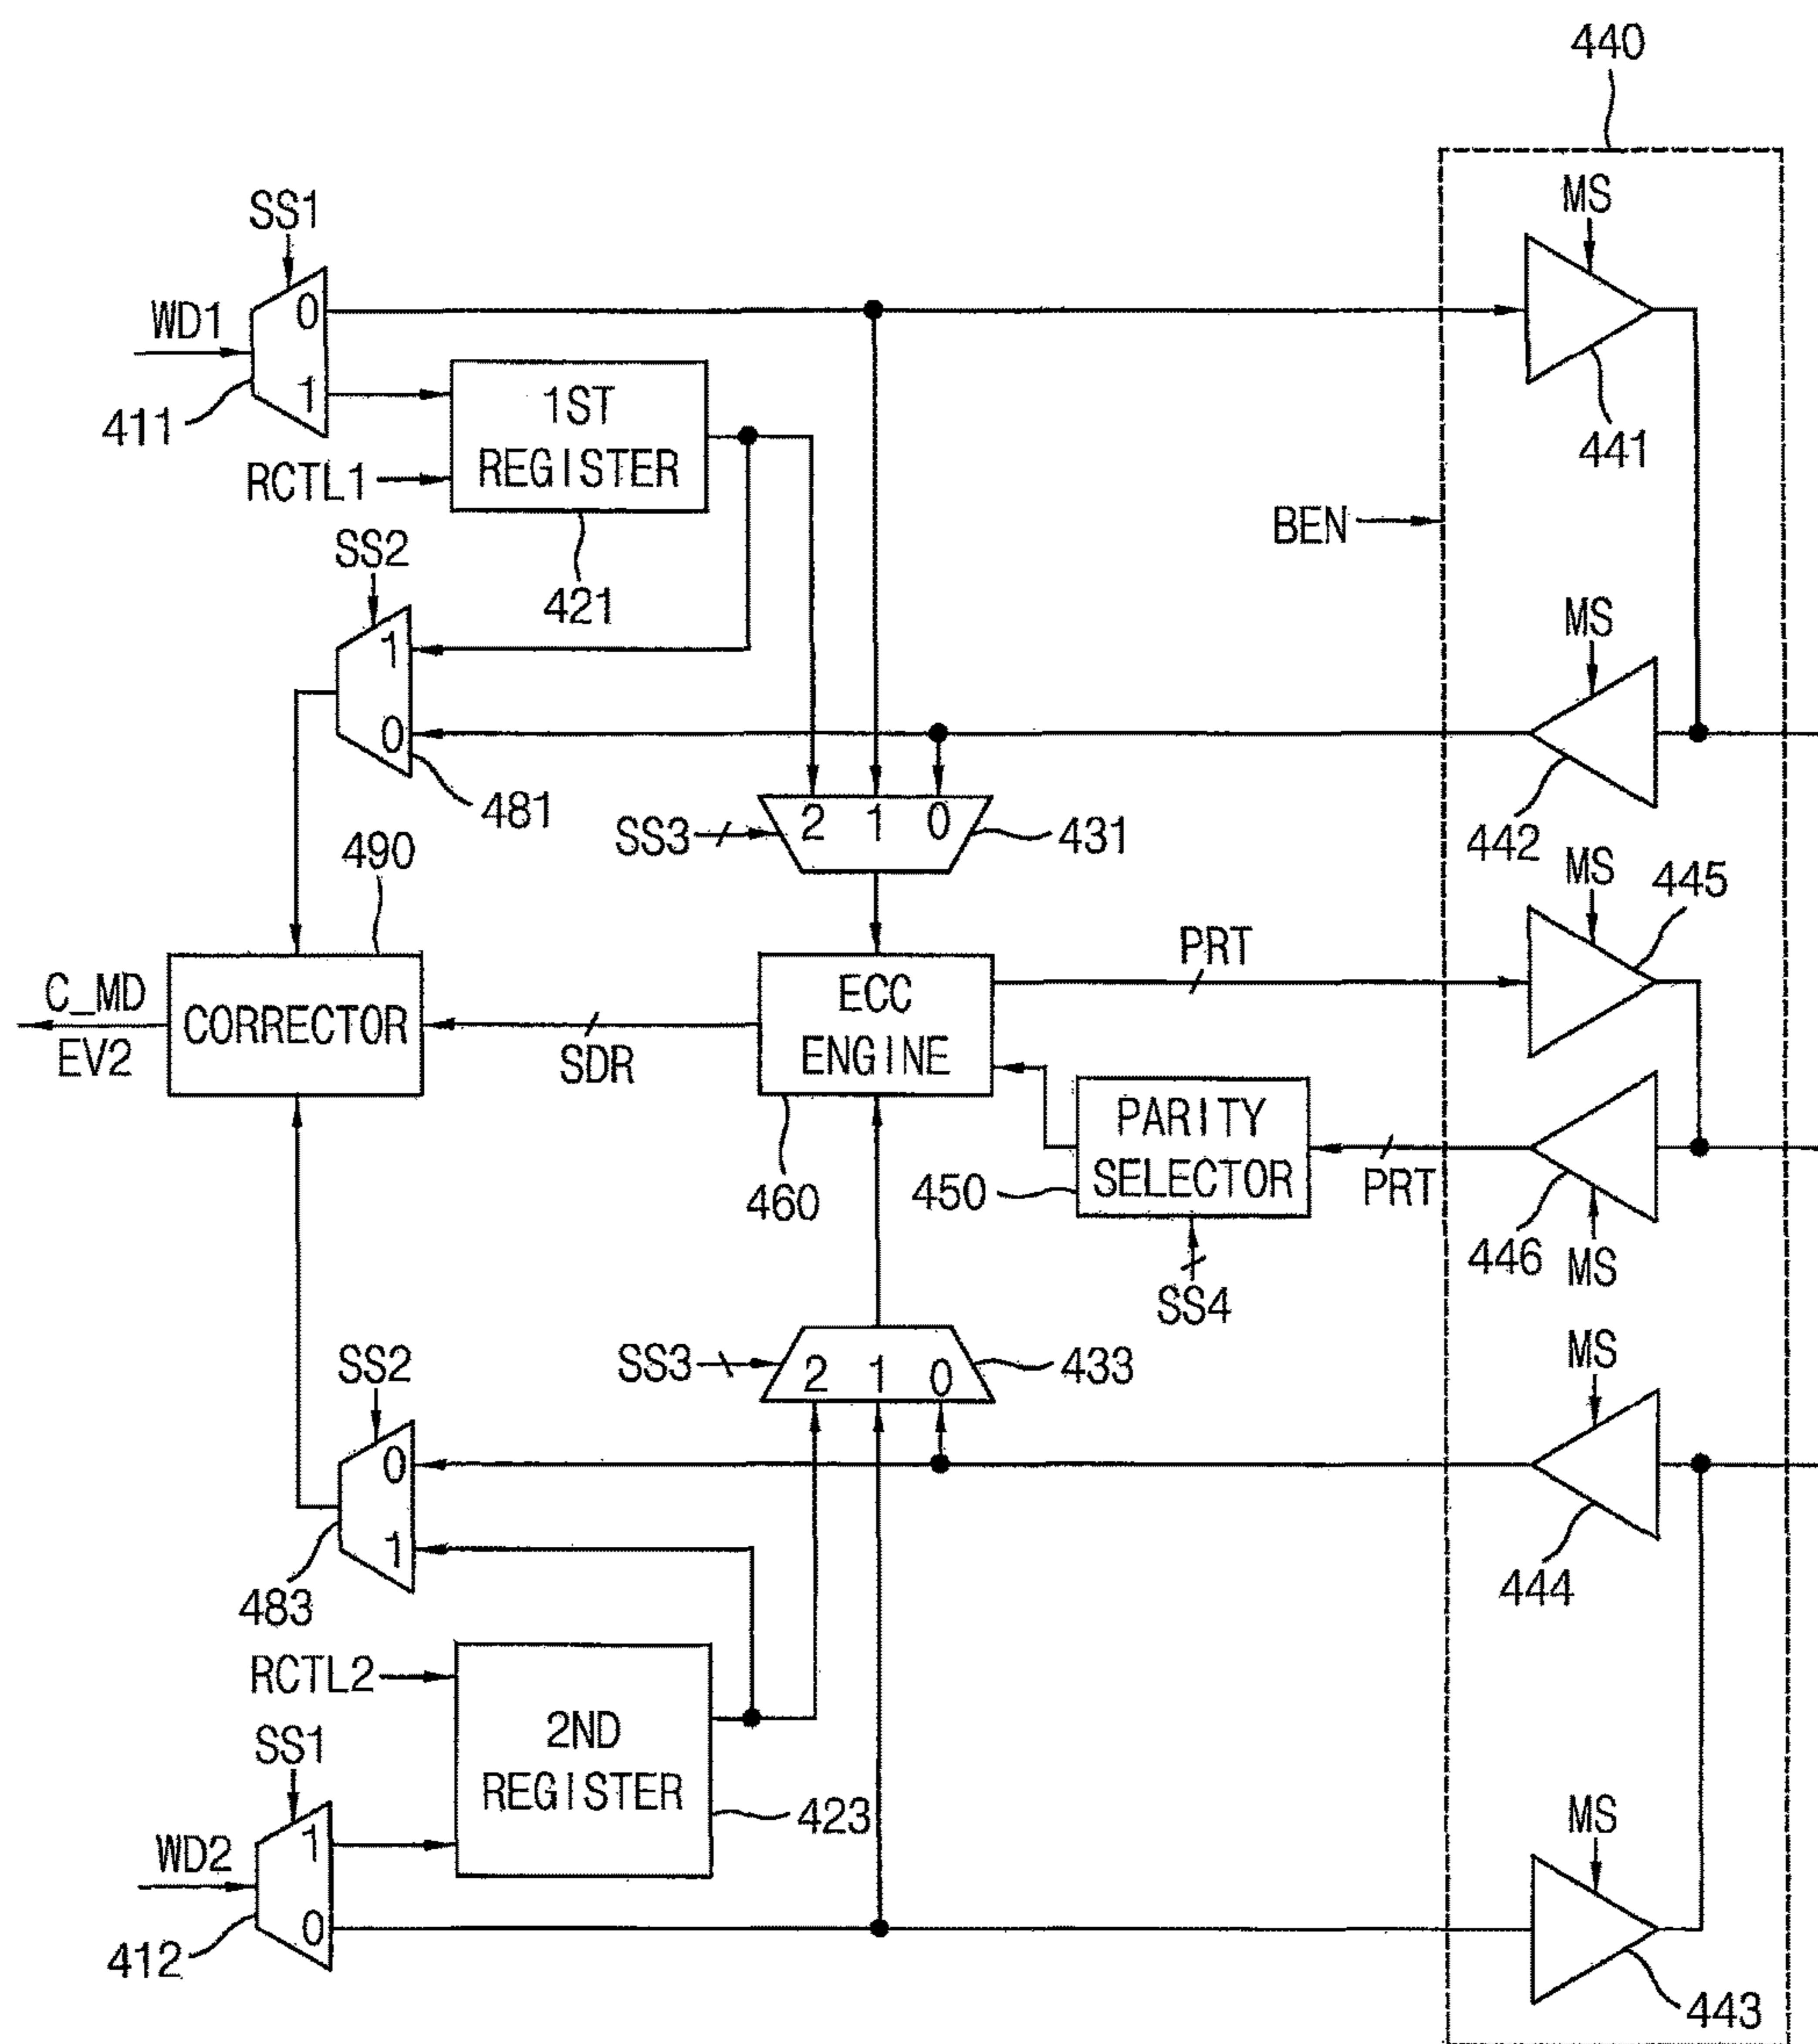 440
MS
SS1
0
WD1
1
411
1ST
REGISTER
RCTL1
421
441
BEN
SS2
1
0
481
MS
442
SS3
2 1 0
431
490
MS
445
C_MD
EV2
CORRECTOR
SDR
ECC
ENGINE
460
PRT
PARITY
SELECTOR
450
SS4
PRT
446
MS
SS3
2 1 0
433
SS2
0
1
483
MS
444
RCTL2
2ND
REGISTER
423
SS1
1
WD2
0
412
MS
443